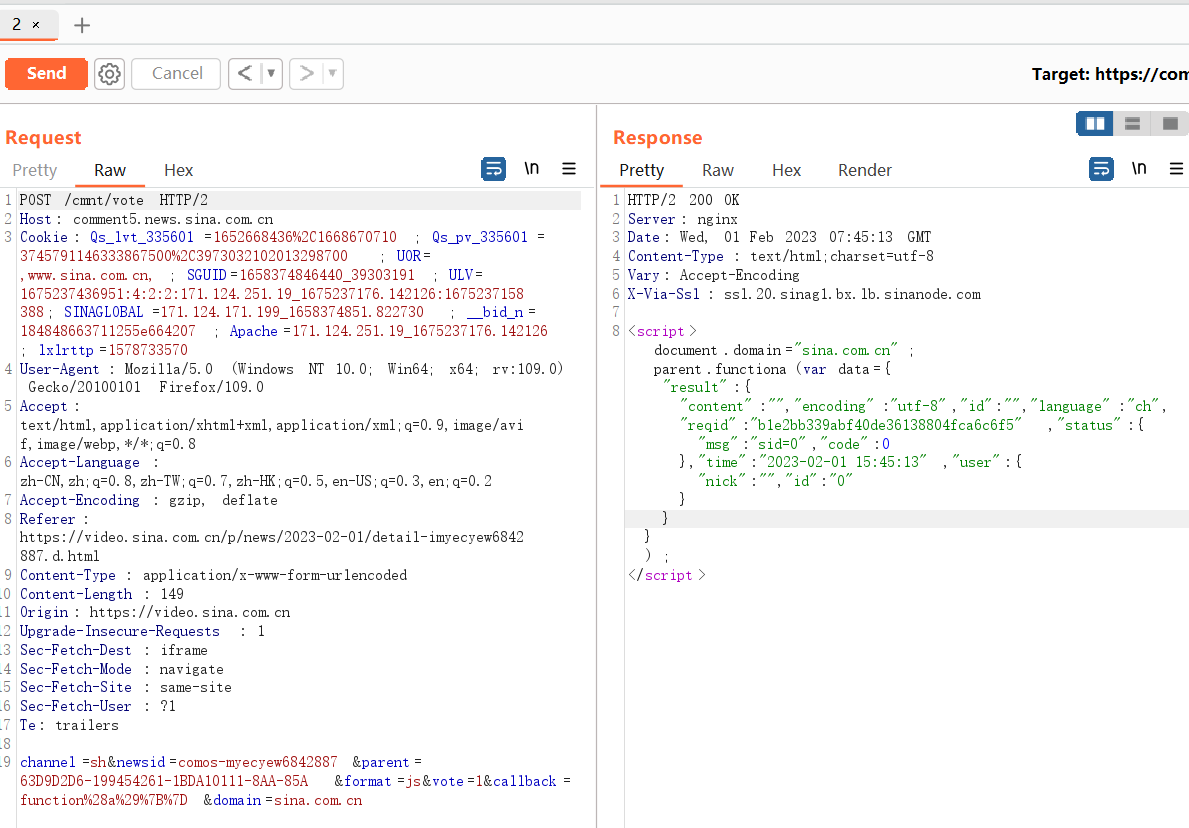 2 ×
+
Send
Cancel
<
>
Target: https://com
Request
Pretty Raw Hex
\n
1 POST /cmnt/vote HTTP/2
2 Host: comment5.news.sina.com.cn
3 Cookie: Qs_lvt_335601=1652668436%2C1668670710; Qs_pv_335601=
3745791146333867500%2C3973032102013298700; UOR=
,www.sina.com.cn,; SGUID=1658374846440_39303191; ULV=
1675237436951:4:2:2:171.124.251.19_1675237176.142126:1675237158
388; SINAGLOBAL=171.124.171.199_1658374851.822730; __bid_n=
184848663711255e664207; Apache=171.124.251.19_1675237176.142126
; lxlrttp=1578733570
4 User-Agent: Mozilla/5.0 (Windows NT 10.0; Win64; x64; rv:109.0)
Gecko/20100101 Firefox/109.0
5 Accept:
text/html,application/xhtml+xml,application/xml;q=0.9,image/avi
f,image/webp,*/*;q=0.8
6 Accept-Language:
zh-CN,zh;q=0.8,zh-TW;q=0.7,zh-HK;q=0.5,en-US;q=0.3,en;q=0.2
7 Accept-Encoding: gzip, deflate
8 Referer:
https://video.sina.com.cn/p/news/2023-02-01/detail-imyecyew6842
887.d.html
9 Content-Type: application/x-www-form-urlencoded
10 Content-Length: 149
11 Origin: https://video.sina.com.cn
12 Upgrade-Insecure-Requests: 1
13 Sec-Fetch-Dest: iframe
14 Sec-Fetch-Mode: navigate
15 Sec-Fetch-Site: same-site
16 Sec-Fetch-User: ?1
17 Te: trailers
18
19 channel=sh&newsid=comos-myecyew6842887&parent=
63D9D2D6-199454261-1BDA10111-8AA-85A&format=js&vote=1&callback=
function%28a%29%7B%7D&domain=sina.com.cn
Response
Pretty Raw Hex Render
\n
1 HTTP/2 200 OK
2 Server: nginx
3 Date: Wed, 01 Feb 2023 07:45:13 GMT
4 Content-Type: text/html;charset=utf-8
5 Vary: Accept-Encoding
6 X-Via-Ssl: ssl.20.sinag1.bx.lb.sinanode.com
7
8 <script>
document.domain="sina.com.cn";
parent.functiona(var data={
"result":{
"content":"","encoding":"utf-8","id":"","language":"ch",
"reqid":"b1e2bb339abf40de36138804fca6c6f5","status":{
"msg":"sid=0","code":0
},"time":"2023-02-01 15:45:13","user":{
"nick":"","id":"0"
}
}
}
);
</script>